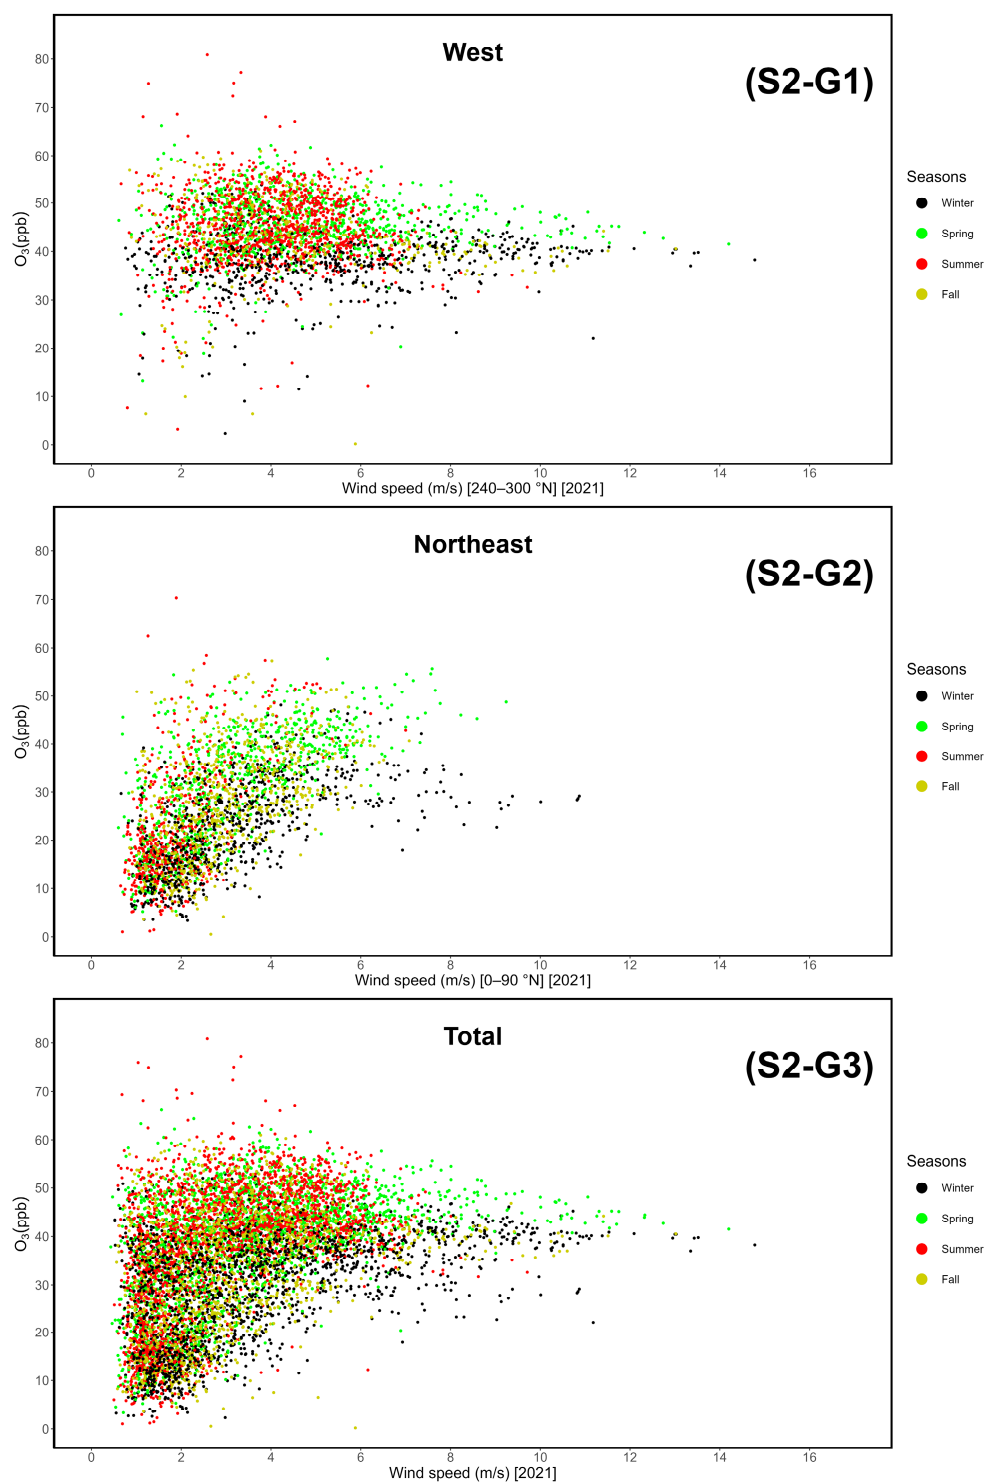 West
(S2-G1)
80
70
60
50
40
30
20
10
0
O3(ppb)
0 2 4 6 8 10 12 14 16
Wind speed (m/s) [240–300 °N] [2021]
Seasons
Winter
Spring
Summer
Fall
Northeast
(S2-G2)
80
70
60
50
40
30
20
10
0
O3(ppb)
0 2 4 6 8 10 12 14 16
Wind speed (m/s) [0–90 °N] [2021]
Seasons
Winter
Spring
Summer
Fall
Total
(S2-G3)
80
70
60
50
40
30
20
10
0
O3(ppb)
0 2 4 6 8 10 12 14 16
Wind speed (m/s) [2021]
Seasons
Winter
Spring
Summer
Fall